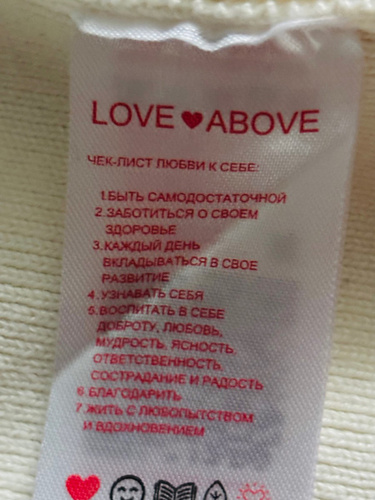 LOVE ♥ ABOVE
ЧЕК-ЛИСТ ЛЮБВИ К СЕБЕ:
1.БЫТЬ САМОДОСТАТОЧНОЙ
2.ЗАБОТИТЬСЯ О СВОЕМ
ЗДОРОВЬЕ
3.КАЖДЫЙ ДЕНЬ
ВКЛАДЫВАТЬСЯ В СВОЕ
РАЗВИТИЕ
4.УЗНАВАТЬ СЕБЯ
5.ВОСПИТАТЬ В СЕБЕ
ДОБРОТУ, ЛЮБОВЬ,
МУДРОСТЬ, ЯСНОСТЬ,
ОТВЕТСТВЕННОСТЬ,
СОСТРАДАНИЕ И РАДОСТЬ
6.БЛАГОДАРИТЬ
7.ЖИТЬ С ЛЮБОПЫТСТВОМ
И ВДОХНОВЕНИЕМ